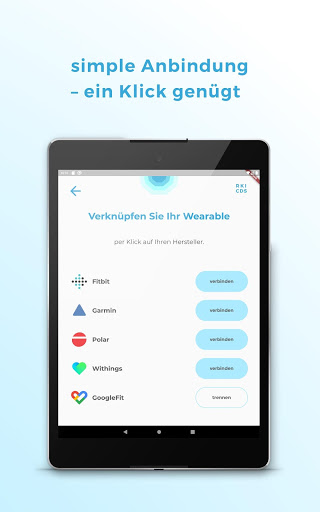 simple Anbindung
– ein Klick genügt
RKI
CDS
Verknüpfen Sie Ihr Wearable
per Klick auf Ihren Hersteller.
Fitbit verbinden
Garmin verbinden
Polar verbinden
Withings verbinden
GoogleFit trennen